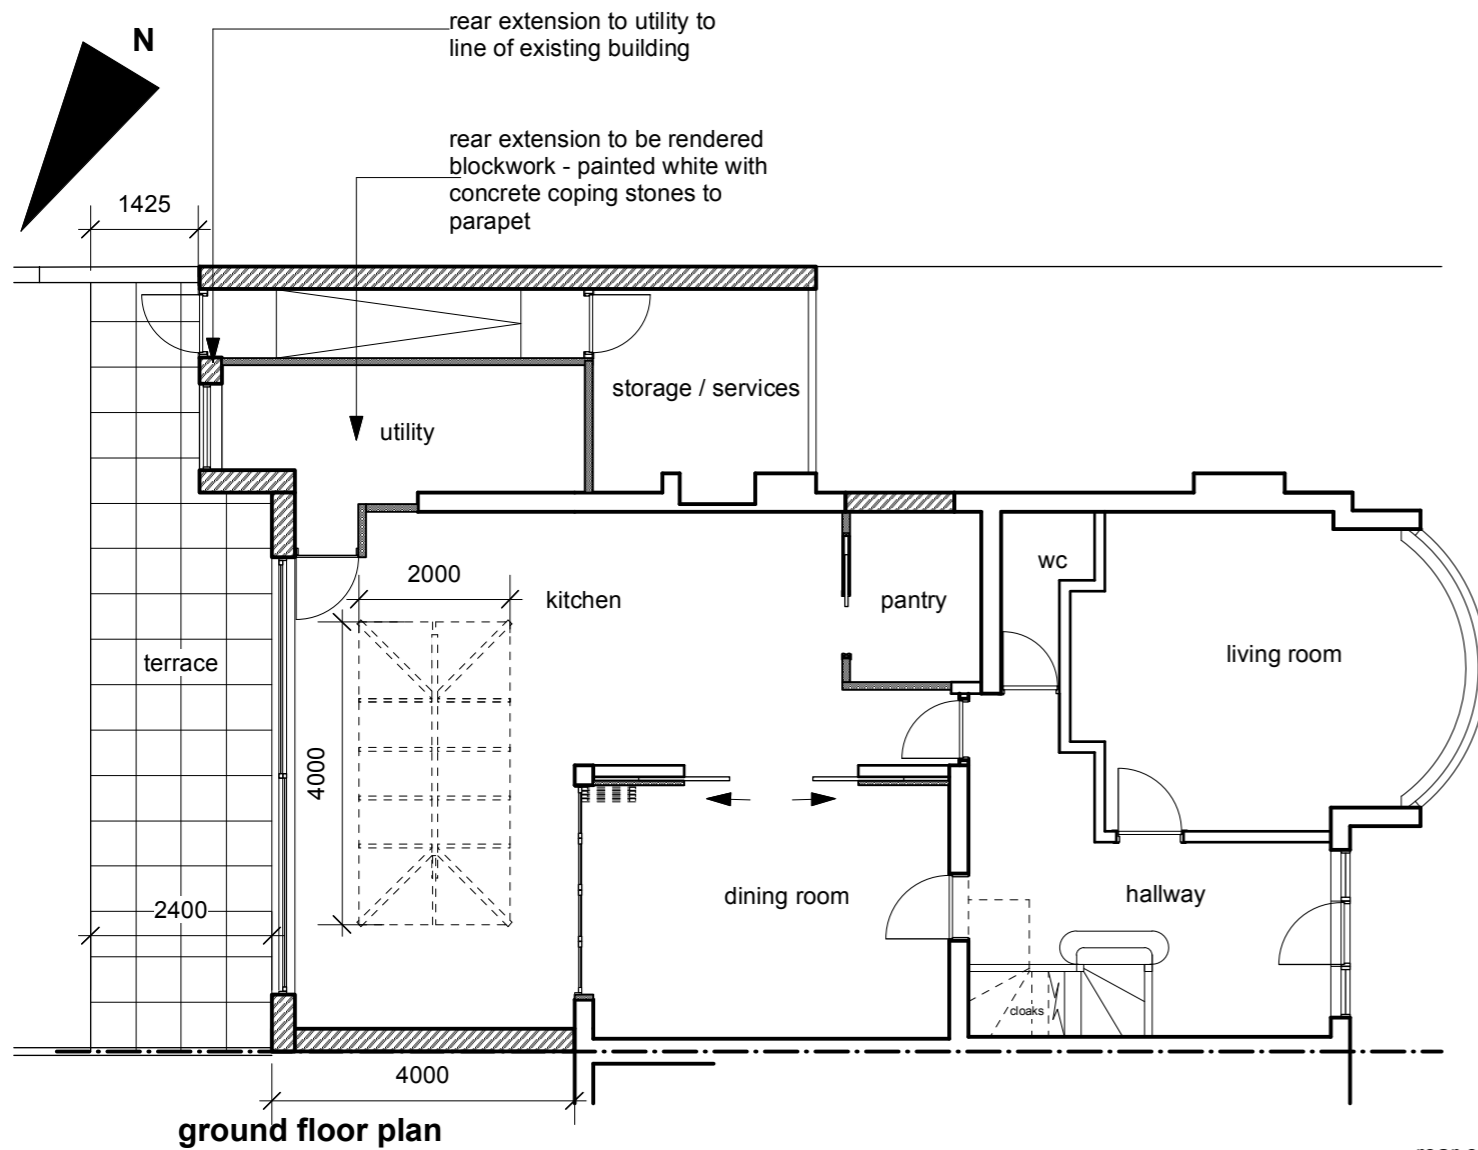 N
rear extension to utility to
line of existing building
rear extension to be rendered
blockwork - painted white with
concrete coping stones to
parapet
1425
storage / services
utility
wc
2000
kitchen
pantry
terrace
living room
4000
dining room
hallway
2400
cloaks
4000
ground floor plan